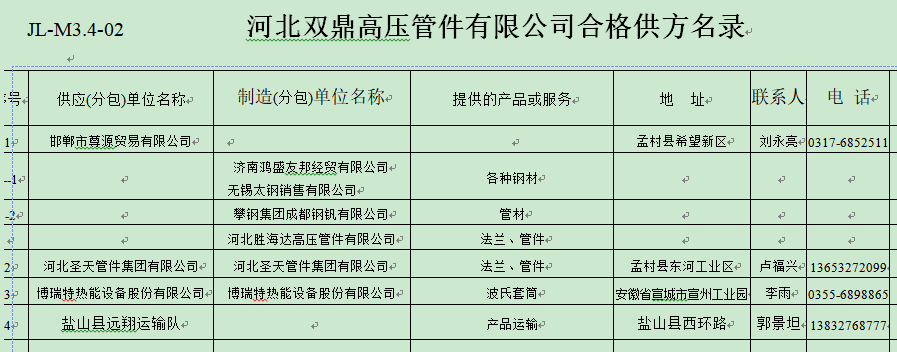 JL-M3.4-02 河北双鼎高压管件有限公司合格供方名录
号 供应(分包)单位名称 制造(分包)单位名称 提供的产品或服务 地 址 联系人 电 话
1 邯郸市尊源贸易有限公司 孟村县希望新区 刘永亮 0317-6852511
--1 济南鸿盛友邦经贸有限公司 各种钢材
无锡太钢销售有限公司
-2 攀钢集团成都钢钒有限公司 管材
河北胜海达高压管件有限公司 法兰、管件
2 河北圣天管件集团有限公司 河北圣天管件集团有限公司 法兰、管件 孟村县东河工业区 卢福兴 13653272099
3 博瑞特热能设备股份有限公司 博瑞特热能设备股份有限公司 波氏套筒 安徽省宣城市宣州工业园 李雨 0355-6898865
4 盐山县远翔运输队 产品运输 盐山县西环路 郭景坦 13832768777